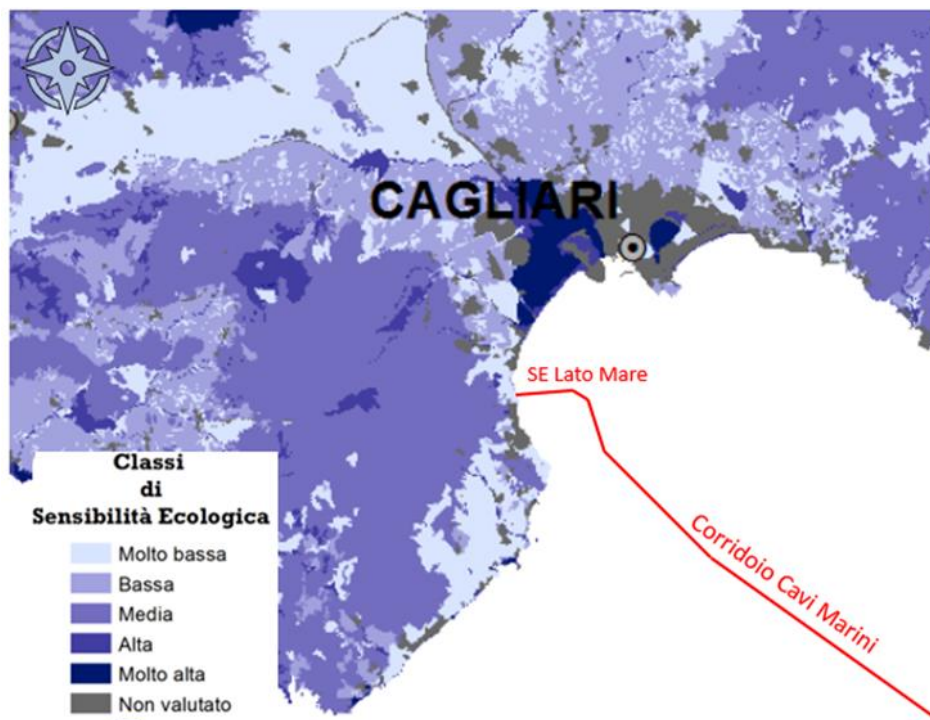 CAGLIARI
SE Lato Mare
Corridoio Cavi Marini
Classi
di
Sensibilità Ecologica
Molto bassa
Bassa
Media
Alta
Molto alta
Non valutato